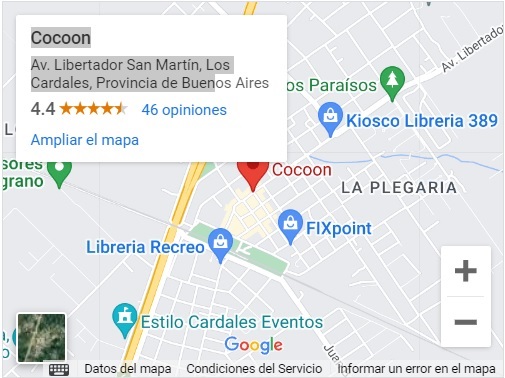 Cocoon
Av. Libertador San Martín, Los
Cardales, Provincia de Buenos Aires
4.4
46 opiniones
Ampliar el mapa
Av. Libertador
os Paraísos
Kiosco Libreria 389
sores
grano
Cocoon
LA PLEGARIA
FIXpoint
Libreria Recreo
Estilo Cardales Eventos
Google
Jua
Datos del mapa
Condiciones del Servicio
Informar un error en el mapa